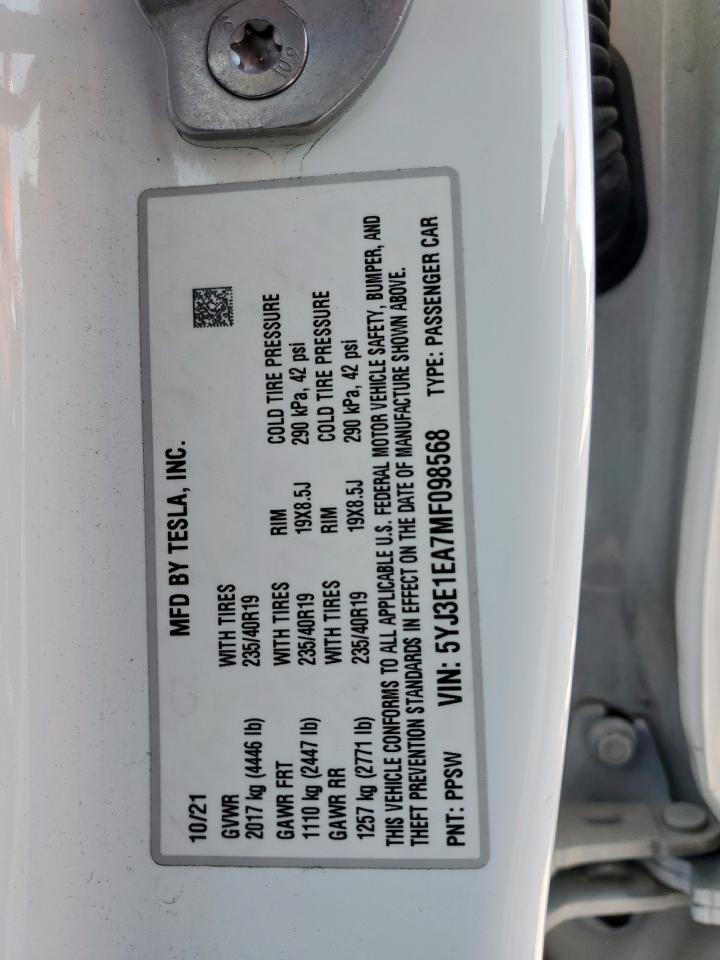 10/21 MFD BY TESLA, INC.
GVWR WITH TIRES
2017 kg (4446 lb) 235/40R19
GAWR FRT WITH TIRES RIM COLD TIRE PRESSURE
1110 kg (2447 lb) 235/40R19 19X8.5J 290 kPa, 42 psi
GAWR RR WITH TIRES RIM COLD TIRE PRESSURE
1257 kg (2771 lb) 235/40R19 19X8.5J 290 kPa, 42 psi
THIS VEHICLE CONFORMS TO ALL APPLICABLE U.S. FEDERAL MOTOR VEHICLE SAFETY, BUMPER, AND
THEFT PREVENTION STANDARDS IN EFFECT ON THE DATE OF MANUFACTURE SHOWN ABOVE.
PNT: PPSW VIN: 5YJ3E1EA7MF098568 TYPE: PASSENGER CAR